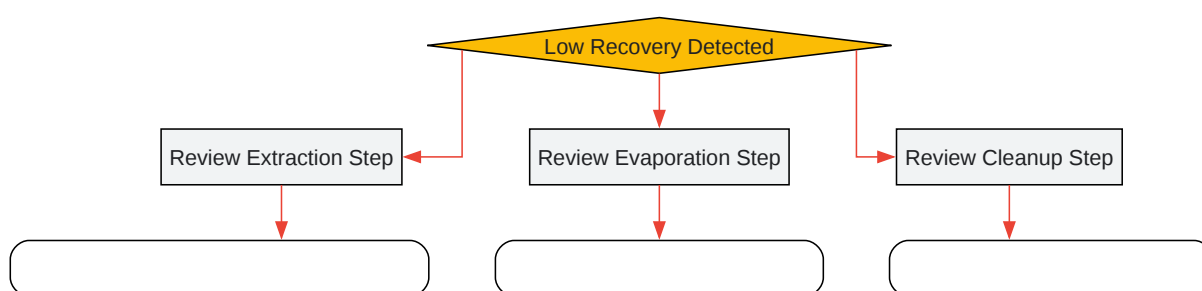 Low Recovery Detected
Review Extraction Step
Review Evaporation Step
Review Cleanup Step